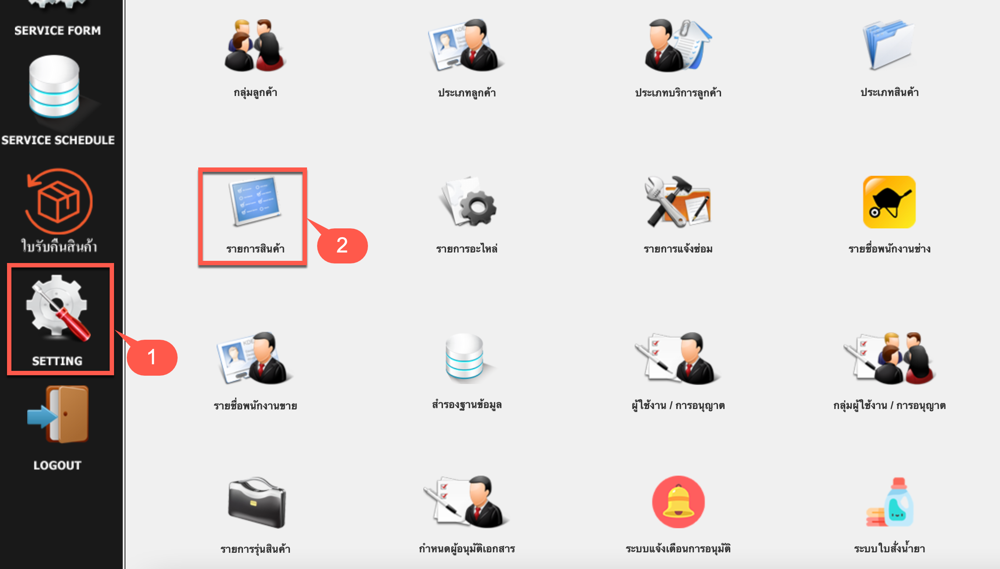 SERVICE FORM
SERVICE SCHEDULE
ใบรับคืนสินค้า
SETTING
1
LOGOUT
กลุ่มลูกค้า
ประเภทลูกค้า
ประเภทบริการลูกค้า
ประเภทสินค้า
รายการสินค้า
2
รายการอะไหล่
รายการแจ้งซ่อม
รายชื่อพนักงานช่าง
รายชื่อพนักงานขาย
สำรองฐานข้อมูล
ผู้ใช้งาน / การอนุญาต
กลุ่มผู้ใช้งาน / การอนุญาต
รายการรุ่นสินค้า
กำหนดผู้อนุมัติเอกสาร
ระบบแจ้งเตือนการอนุมัติ
ระบบใบสั่งน้ำยา